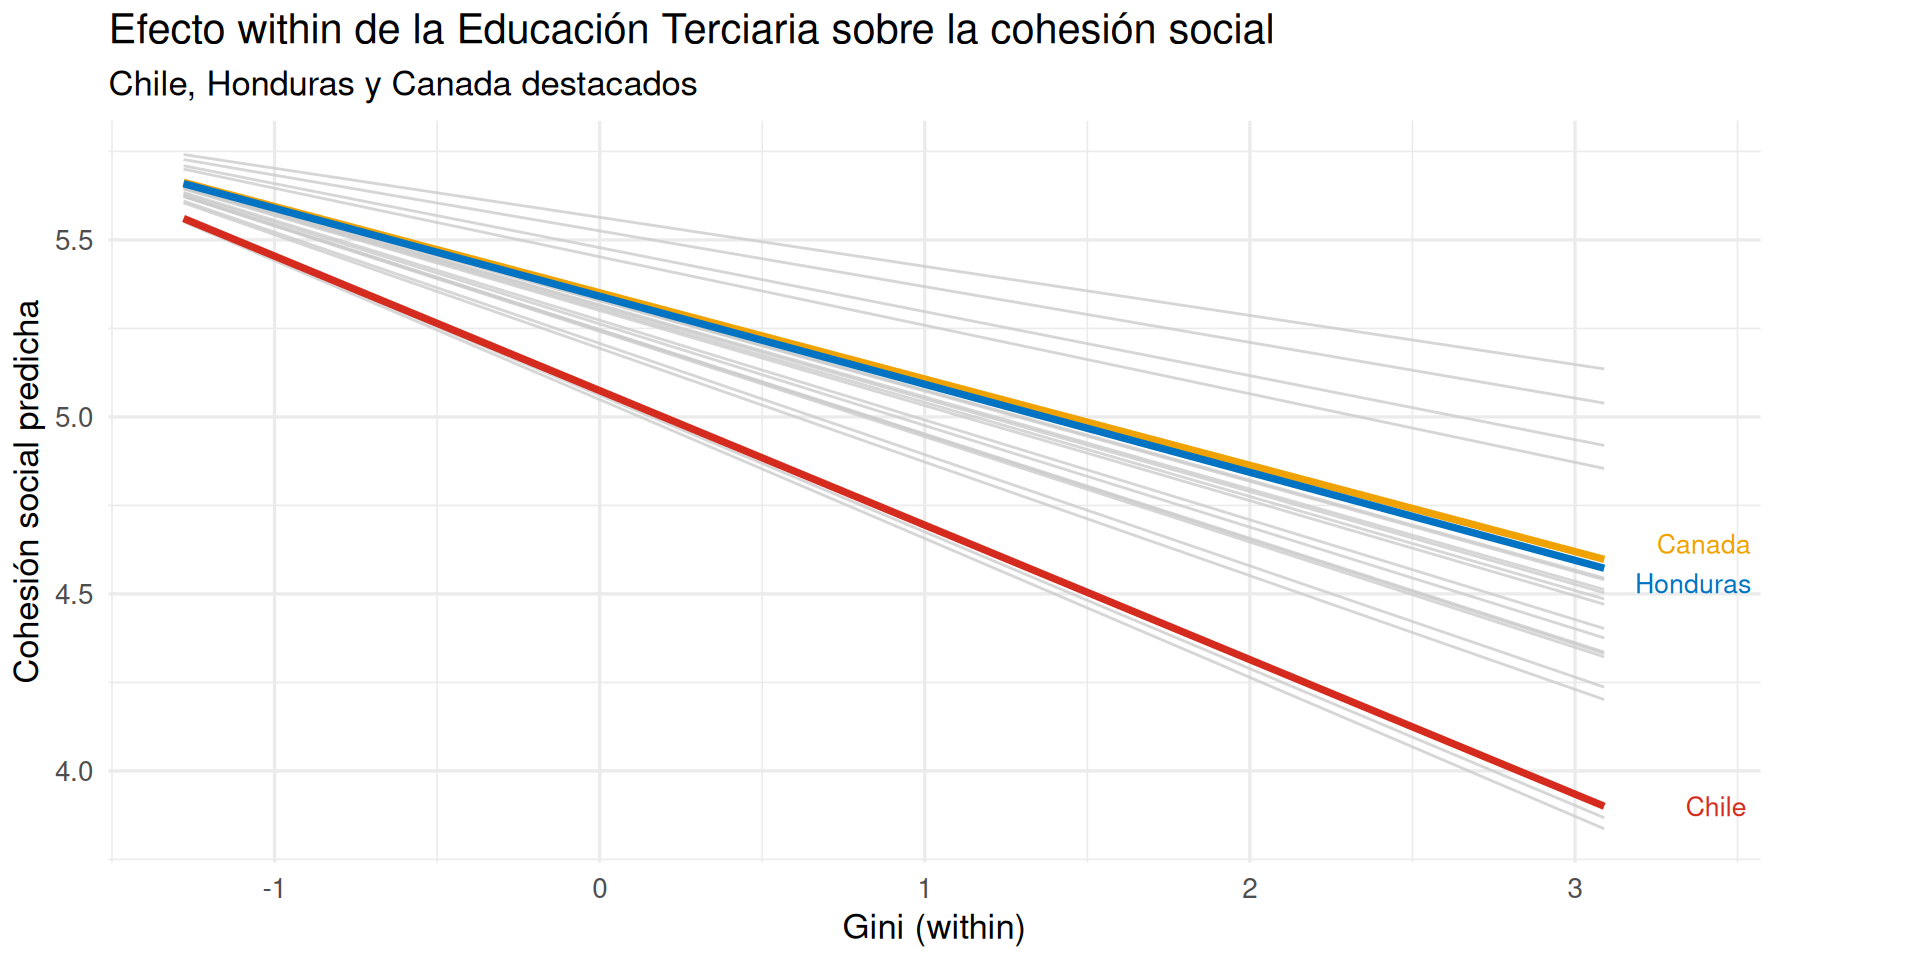 Efecto within de la Educación Terciaria sobre la cohesión social
Chile, Honduras y Canada destacados
Cohesión social predicha
5.5
5.0
4.5
4.0
Canada
Honduras
Chile
-1
0
1
2
3
Gini (within)